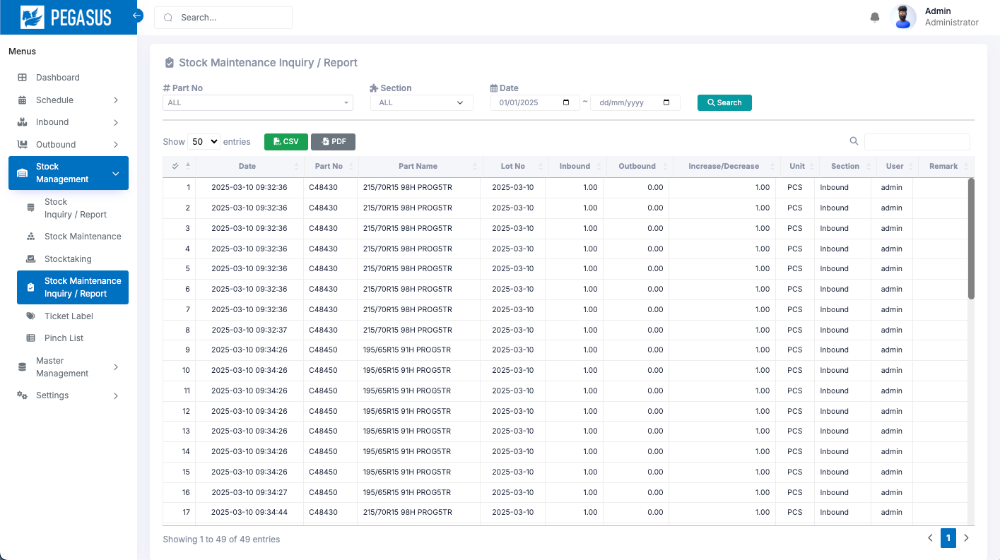 PEGASUS
Search...
Admin
Administrator
Menus
Dashboard
Schedule
Inbound
Outbound
Stock
Management
Stock
Inquiry / Report
Stock Maintenance
Stocktaking
Stock Maintenance
Inquiry / Report
Ticket Label
Pinch List
Master
Management
Settings
Stock Maintenance Inquiry / Report
# Part No Section Date
ALL ALL 01/01/2025 ~ dd/mm/yyyy Search
Show 50 entries CSV PDF
Date Part No Part Name Lot No Inbound Outbound Increase/Decrease Unit Section User Remark
1 2025-03-10 09:32:36 C48430 215/70R15 98H PROG5TR 2025-03-10 1.00 0.00 1.00 PCS Inbound admin
2 2025-03-10 09:32:36 C48430 215/70R15 98H PROG5TR 2025-03-10 1.00 0.00 1.00 PCS Inbound admin
3 2025-03-10 09:32:36 C48430 215/70R15 98H PROG5TR 2025-03-10 1.00 0.00 1.00 PCS Inbound admin
4 2025-03-10 09:32:36 C48430 215/70R15 98H PROG5TR 2025-03-10 1.00 0.00 1.00 PCS Inbound admin
5 2025-03-10 09:32:36 C48430 215/70R15 98H PROG5TR 2025-03-10 1.00 0.00 1.00 PCS Inbound admin
6 2025-03-10 09:32:36 C48430 215/70R15 98H PROG5TR 2025-03-10 1.00 0.00 1.00 PCS Inbound admin
7 2025-03-10 09:32:36 C48430 215/70R15 98H PROG5TR 2025-03-10 1.00 0.00 1.00 PCS Inbound admin
8 2025-03-10 09:32:37 C48430 215/70R15 98H PROG5TR 2025-03-10 1.00 0.00 1.00 PCS Inbound admin
9 2025-03-10 09:34:26 C48450 195/65R15 91H PROG5TR 2025-03-10 1.00 0.00 1.00 PCS Inbound admin
10 2025-03-10 09:34:26 C48450 195/65R15 91H PROG5TR 2025-03-10 1.00 0.00 1.00 PCS Inbound admin
11 2025-03-10 09:34:26 C48450 195/65R15 91H PROG5TR 2025-03-10 1.00 0.00 1.00 PCS Inbound admin
12 2025-03-10 09:34:26 C48450 195/65R15 91H PROG5TR 2025-03-10 1.00 0.00 1.00 PCS Inbound admin
13 2025-03-10 09:34:26 C48450 195/65R15 91H PROG5TR 2025-03-10 1.00 0.00 1.00 PCS Inbound admin
14 2025-03-10 09:34:26 C48450 195/65R15 91H PROG5TR 2025-03-10 1.00 0.00 1.00 PCS Inbound admin
15 2025-03-10 09:34:26 C48450 195/65R15 91H PROG5TR 2025-03-10 1.00 0.00 1.00 PCS Inbound admin
16 2025-03-10 09:34:27 C48450 195/65R15 91H PROG5TR 2025-03-10 1.00 0.00 1.00 PCS Inbound admin
17 2025-03-10 09:34:44 C48430 215/70R15 98H PROG5TR 2025-03-10 1.00 0.00 1.00 PCS Inbound admin
Showing 1 to 49 of 49 entries 1